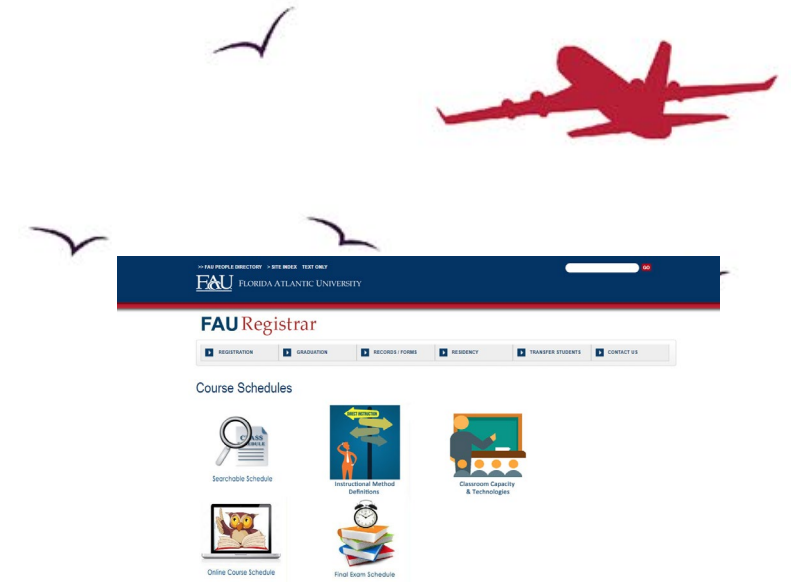 >> FAU PEOPLE DIRECTORY > SITE INDEX TEXT ONLY
GO
FAU FLORIDA ATLANTIC UNIVERSITY
FAU Registrar
REGISTRATION GRADUATION RECORDS / FORMS RESIDENCY TRANSFER STUDENTS CONTACT US
Course Schedules
CLASS
SCHEDULE
DIRECT INSTRUCTION
Searchable Schedule
Instructional Method
Definitions
Classroom Capacity
& Technologies
Online Course Schedule
Final Exam Schedule